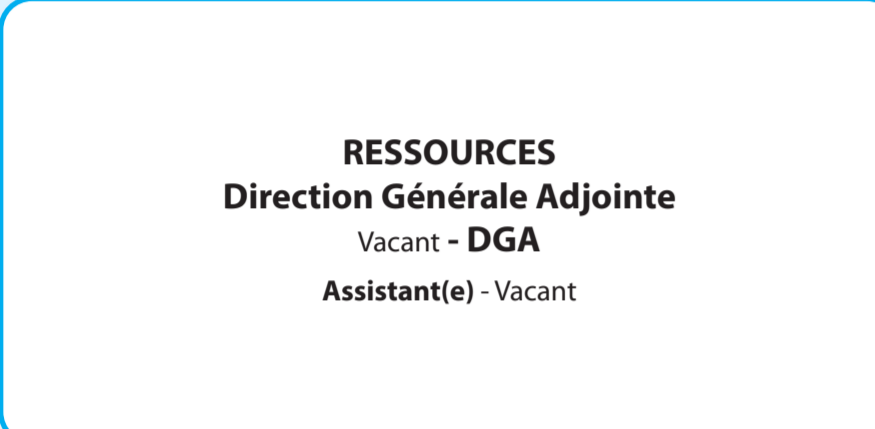 RESSOURCES
Direction Générale Adjointe
Vacant - DGA
Assistant(e) - Vacant